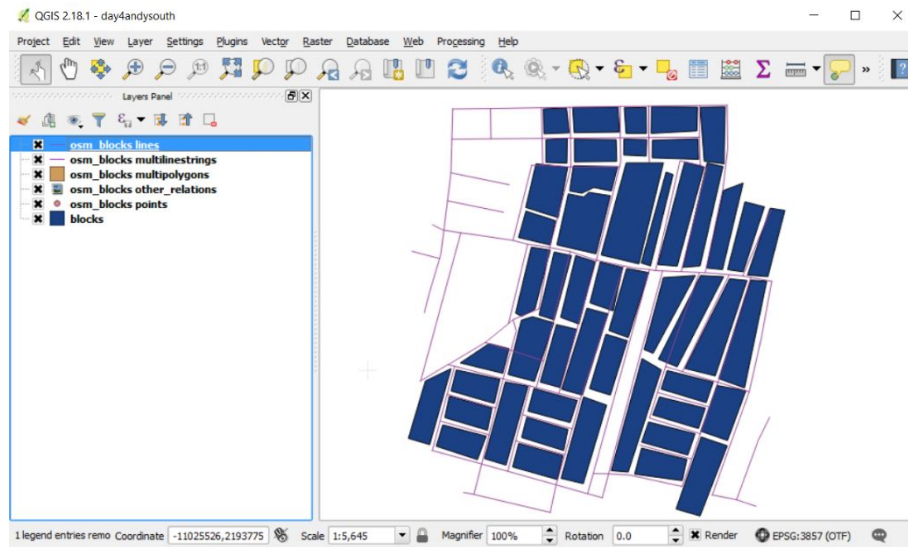 QGIS 2.18.1 - day4andysouth
Project Edit View Layer Settings Plugins Vector Raster Database Web Processing Help
Layers Panel
osm_blocks lines
osm_blocks multilinestrings
osm_blocks multipolygons
osm_blocks other_relations
osm_blocks points
blocks
1 legend entries remo Coordinate -11025526,2193775 Scale 1:5,645 Magnifier 100% Rotation 0.0 Render EPSG:3857 (OTF)